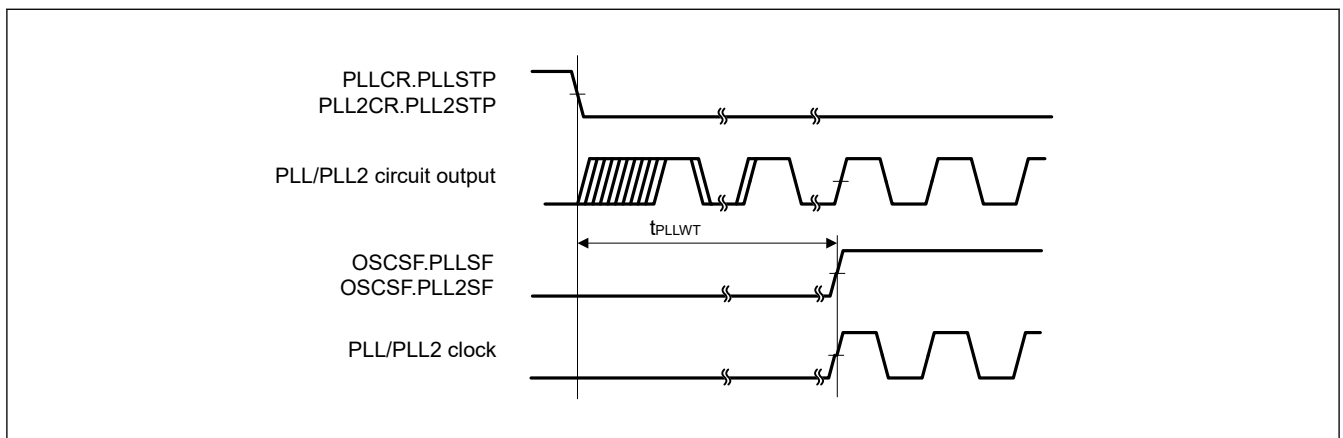 PLLCR.PLLSTP
PLL2CR.PLL2STP
PLL/PLL2 circuit output
tPLLWT
OSCSF.PLLSF
OSCSF.PLL2SF
PLL/PLL2 clock